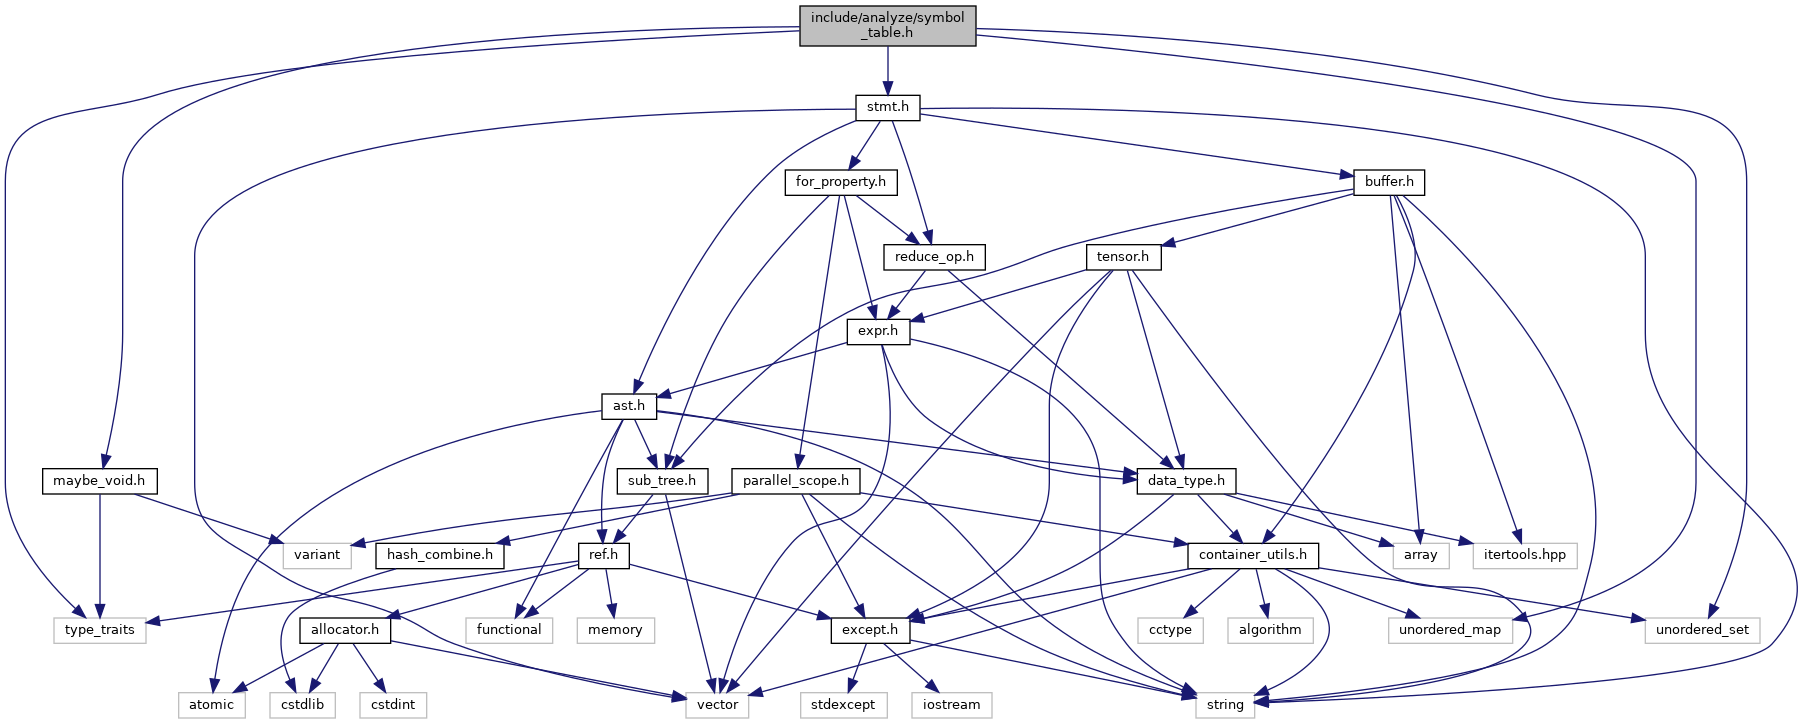 include/analyze/symbol
_table.h
stmt.h
for_property.h
buffer.h
reduce_op.h
tensor.h
expr.h
ast.h
maybe_void.h
sub_tree.h
parallel_scope.h
data_type.h
variant
hash_combine.h
ref.h
container_utils.h
array
itertools.hpp
type_traits
allocator.h
functional
memory
except.h
cctype
algorithm
unordered_map
unordered_set
atomic
cstdlib
cstdint
vector
stdexcept
iostream
string